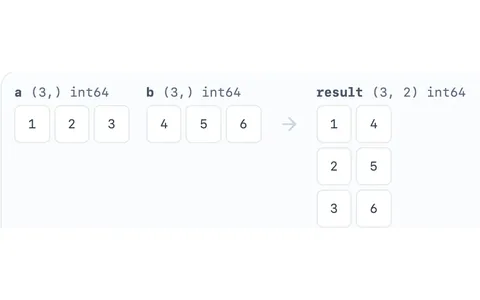 a (3,) int64 b (3,) int64 result (3, 2) int64
1 2 3 4 5 6 → 1 4
2 5
3 6